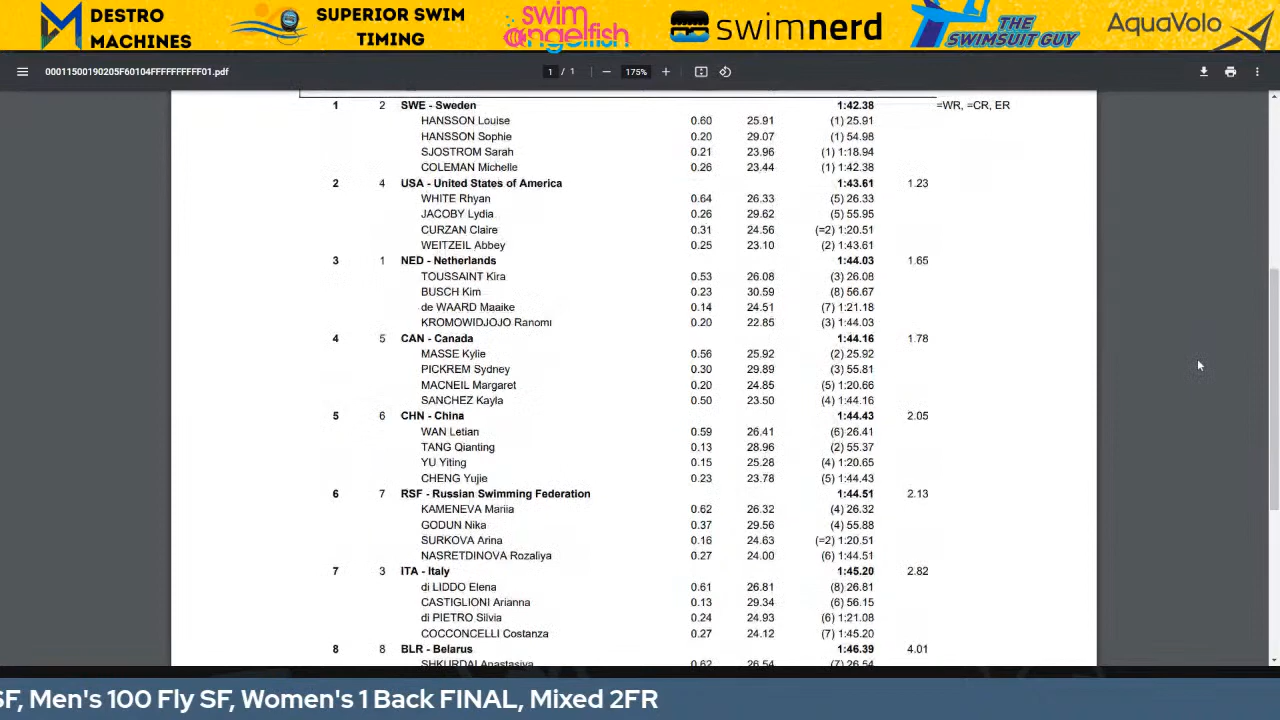 DESTRO
MACHINES
SUPERIOR SWIM
TIMING
swim
angelfish
swimnerd
THE
SWIMSUIT GUY
AquaVolo
00011500190205F60104FFFFFFFFFF01.pdf
1 / 1
175%
1 2 SWE - Sweden 1:42.38 =WR, =CR, ER
HANSSON Louise 0.60 25.91 (1) 25.91
HANSSON Sophie 0.20 29.07 (1) 54.98
SJOSTROM Sarah 0.21 23.96 (1) 1:18.94
COLEMAN Michelle 0.26 23.44 (1) 1:42.38
2 4 USA - United States of America 1:43.61 1.23
WHITE Rhyan 0.64 26.33 (5) 26.33
JACOBY Lydia 0.26 29.62 (5) 55.95
CURZAN Claire 0.31 24.56 (=2) 1:20.51
WEITZEIL Abbey 0.25 23.10 (2) 1:43.61
3 1 NED - Netherlands 1:44.03 1.65
TOUSSAINT Kira 0.53 26.08 (3) 26.08
BUSCH Kim 0.23 30.59 (8) 56.67
de WAARD Maaike 0.14 24.51 (7) 1:21.18
KROMOWIDJOJO Ranomi 0.20 22.85 (3) 1:44.03
4 5 CAN - Canada 1:44.16 1.78
MASSE Kylie 0.56 25.92 (2) 25.92
PICKREM Sydney 0.30 29.89 (3) 55.81
MACNEIL Margaret 0.20 24.85 (5) 1:20.66
SANCHEZ Kayla 0.50 23.50 (4) 1:44.16
5 6 CHN - China 1:44.43 2.05
WAN Letian 0.59 26.41 (6) 26.41
TANG Qianting 0.13 28.96 (2) 55.37
YU Yiting 0.15 25.28 (4) 1:20.65
CHENG Yujie 0.23 23.78 (5) 1:44.43
6 7 RSF - Russian Swimming Federation 1:44.51 2.13
KAMENEVA Mariia 0.62 26.32 (4) 26.32
GODUN Nika 0.37 29.56 (4) 55.88
SURKOVA Arina 0.16 24.63 (=2) 1:20.51
NASRETDINOVA Rozaliya 0.27 24.00 (6) 1:44.51
7 3 ITA - Italy 1:45.20 2.82
di LIDDO Elena 0.61 26.81 (8) 26.81
CASTIGLIONI Arianna 0.13 29.34 (6) 56.15
di PIETRO Silvia 0.24 24.93 (6) 1:21.08
COCCONCELLI Costanza 0.27 24.12 (7) 1:45.20
8 8 BLR - Belarus 1:46.39 4.01
SHKURDAI Anastasiya 0.62 26.54 (7) 26.54
SF, Men's 100 Fly SF, Women's 1 Back FINAL, Mixed 2FR